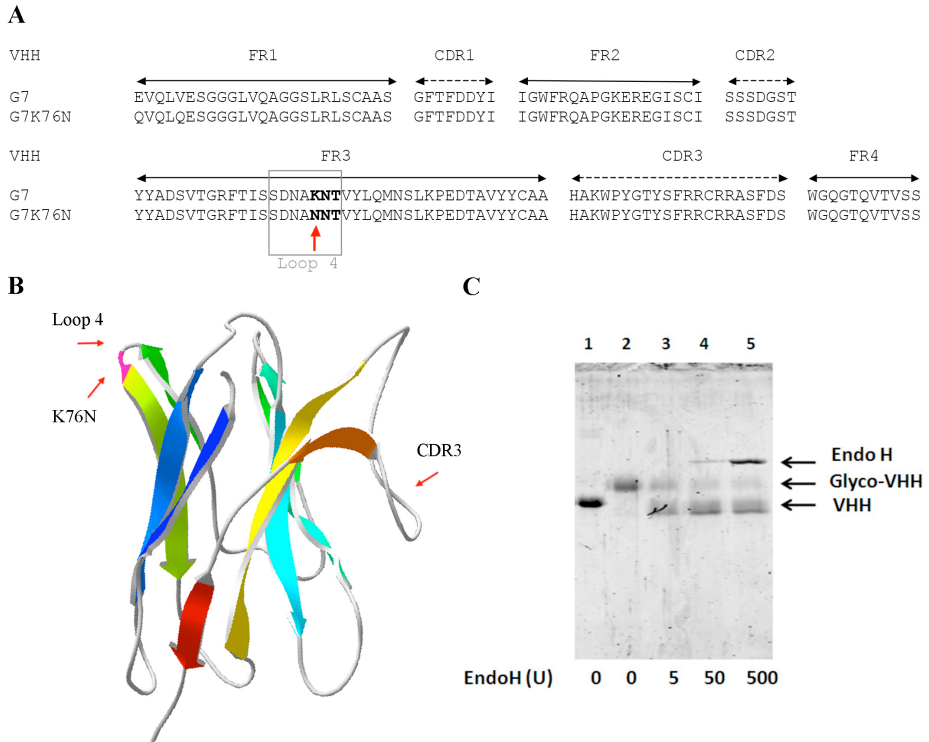 A
VHH FR1 CDR1 FR2 CDR2
G7 EVQLVESGGGLVQAGGSLRLSCAAS GFTFDDYI IGWFRQAPGKEREGISCI SSSDGST
G7K76N QVQLQESGGGLVQAGGSLRLSCAAS GFTFDDYI IGWFRQAPGKEREGISCI SSSDGST
VHH FR3 CDR3 FR4
G7 YYADSVTGRFTISSDNAKNTVYLQMNSLKPEDTAVYYCAA HAKWPYGTYSFRRCRRASFDS WGQGTQVTVSS
G7K76N YYADSVTGRFTISSDNANNTVYLQMNSLKPEDTAVYYCAA HAKWPYGTYSFRRCRRASFDS WGQGTQVTVSS
Loop 4
B
Loop 4
K76N
CDR3
C
1 2 3 4 5
Endo H
Glyco-VHH
VHH
EndoH (U) 0 0 5 50 500